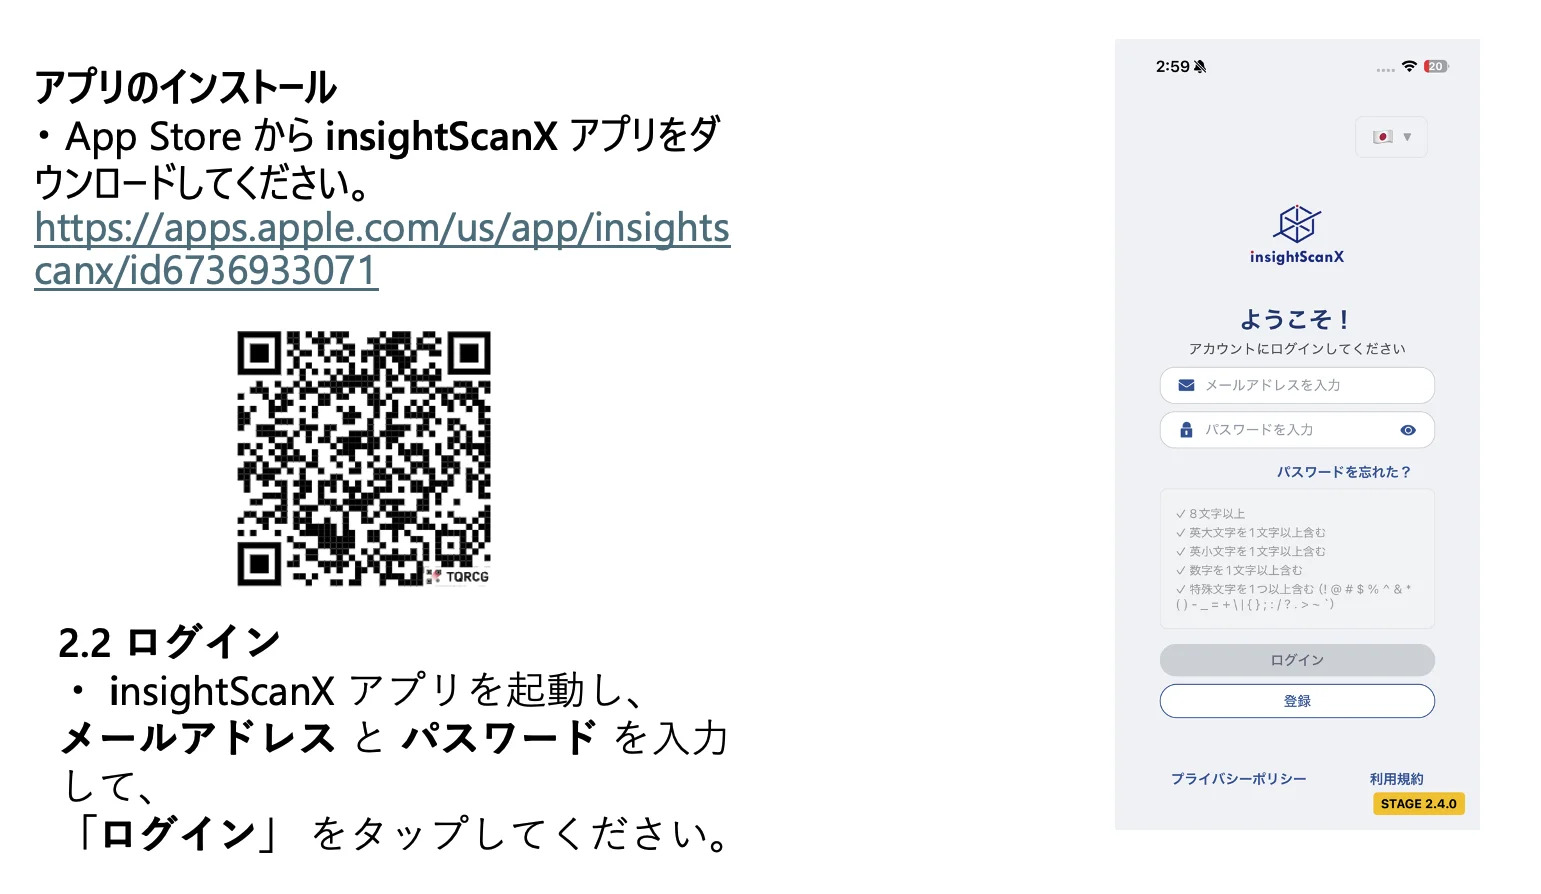 アプリのインストール
・App Store から insightScanX アプリをダ
ウンロードしてください。
https://apps.apple.com/us/app/insights
canx/id6736933071
TQRCG
2.2 ログイン
・ insightScanX アプリを起動し、
メールアドレス と パスワード を入力
して、
「ログイン」 をタップしてください。
2:59
20
▼
insightScanX
ようこそ！
アカウントにログインしてください
メールアドレスを入力
パスワードを入力
パスワードを忘れた？
✓ 8文字以上
✓ 英大文字を1文字以上含む
✓ 英小文字を1文字以上含む
✓ 数字を1文字以上含む
✓ 特殊文字を1つ以上含む (! @ # $ % ^ & *
( ) - _ = + \ | { } ; : / ? . > ~ `)
ログイン
登録
プライバシーポリシー 利用規約
STAGE 2.4.0